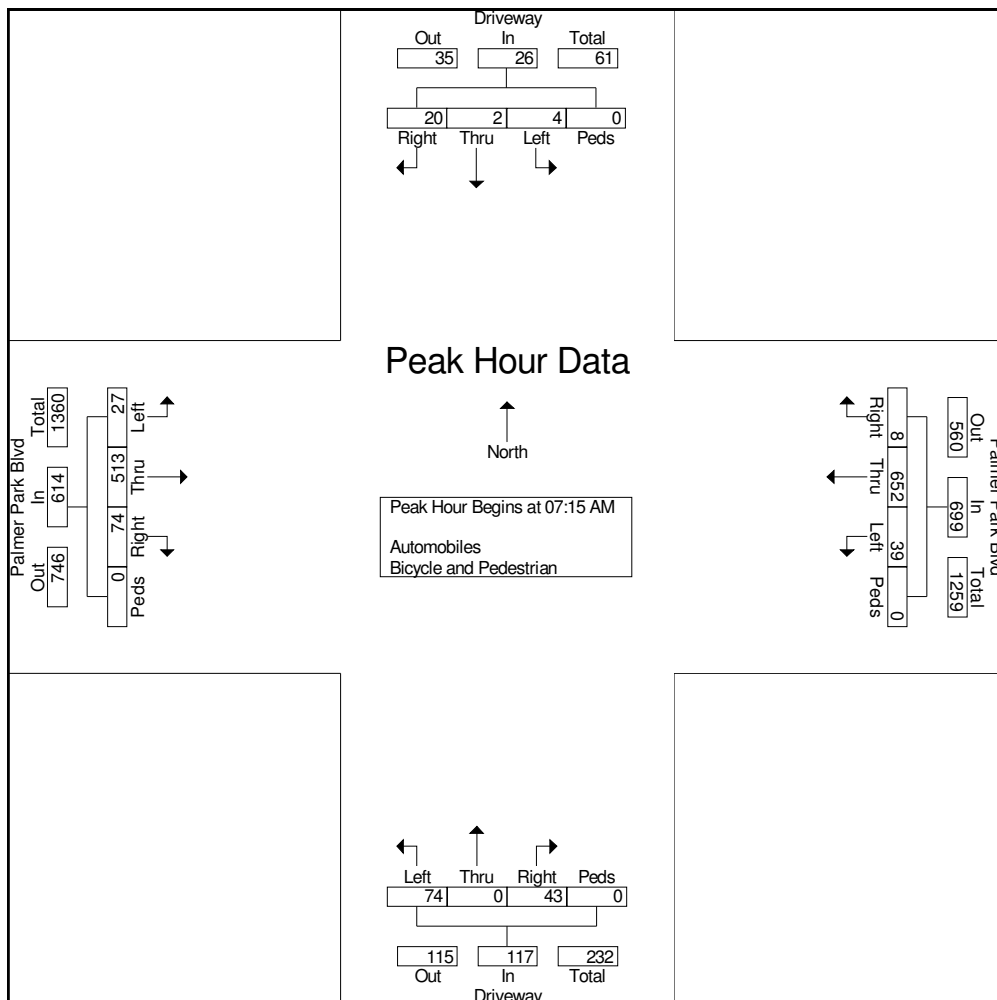 Driveway
Out In Total
35 26 61
20 2 4 0
Right Thru Left Peds
Peak Hour Data
North
Peak Hour Begins at 07:15 AM
Automobiles
Bicycle and Pedestrian
Palmer Park Blvd
Out In Total
746 614 1360
Left Thru Right Peds
27 513 74 0
Palmer Park Blvd
Out In Total
560 699 1259
Right Thru Left Peds
8 652 39 0
Left Thru Right Peds
74 0 43 0
115 117 232
Out In Total
Driveway